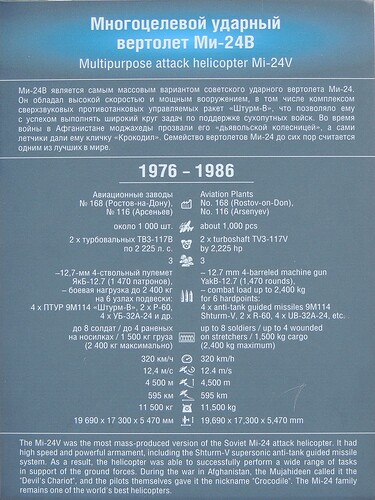 Многоцелевой ударный
вертолет Ми-24В
Multipurpose attack helicopter Mi-24V
Ми-24В является самым массовым вариантом советского ударного вертолета Ми-24.
Он обладал высокой скоростью и мощным вооружением, в том числе комплексом
сверхзвуковых противотанковых управляемых ракет «Штурм-В», что позволяло ему
с успехом выполнять широкий круг задач по поддержке сухопутных войск. Во время
войны в Афганистане моджахеды прозвали его «дьявольской колесницей», а сами
летчики дали ему кличку «Крокодил». Семейство вертолетов Ми-24 до сих пор считается
одним из лучших в мире.
1976 – 1986
Авиационные заводы
№ 168 (Ростов-на-Дону),
№ 116 (Арсеньев)
Aviation Plants
No. 168 (Rostov-on-Don),
No. 116 (Arsenyev)
около 1 000 шт.
about 1,000 pcs
2 х турбовальных ТВ3-117В
по 2 225 л. с.
2 x turboshaft TV3-117V
by 2,225 hp
3
3
–12,7-мм 4-ствольный пулемет
ЯкБ-12.7 (1 470 патронов).
– боевая нагрузка до 2 400 кг
на 6 узлах подвески:
4 х ПТУР 9М114 «Штурм-В», 2 х Р-60,
4 х УБ-32А-24 и др.
– 12.7 mm 4-barreled machine gun
YakB-12.7 (1,470 rounds),
– combat load up to 2,400 kg
for 6 hardpoints:
4 x anti-tank guided missiles 9M114
Shturm-V, 2 x R-60, 4 x UB-32A-24, etc.
до 8 солдат / до 4 раненых
на носилках / 1 500 кг груза
(2 400 кг максимально)
up to 8 soldiers / up to 4 wounded
on stretchers / 1,500 kg cargo
(2,400 kg maximum)
320 км/ч
320 km/h
12,4 м/с
12.4 m/s
4 500 м
4,500 m
595 км
595 km
11 500 кг
11,500 kg
19 690 х 17 300 х 5 470 мм
19,690 x 17,300 x 5,470 mm
The Mi-24V was the most mass-produced version of the Soviet Mi-24 attack helicopter. It had
high speed and powerful armament, including the Shturm-V supersonic anti-tank guided missile
system. As a result, the helicopter was able to successfully perform a wide range of tasks
in support of the ground forces. During the war in Afghanistan, the Mujahideen called it the
"Devil's Chariot", and the pilots themselves gave it the nickname "Crocodile". The Mi-24 family
remains one of the world's best helicopters.